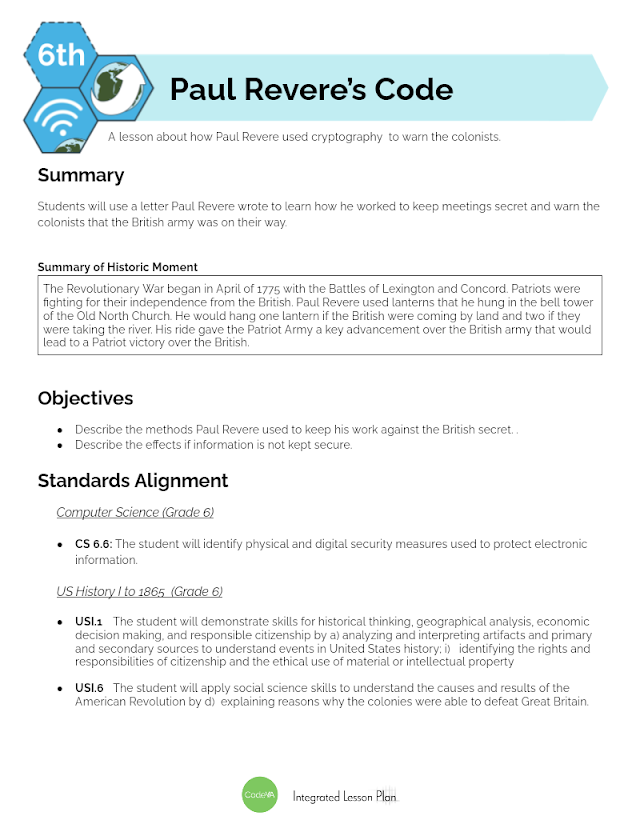 6th
Paul Revere's Code
A lesson about how Paul Revere used cryptography to warn the colonists.
Summary
Students will use a letter Paul Revere wrote to learn how he worked to keep meetings secret and warn the
colonists that the British army was on their way.
Summary of Historic Moment
The Revolutionary War began in April of 1775 with the Battles of Lexington and Concord. Patriots were
fighting for their independence from the British. Paul Revere used lanterns that he hung in the bell tower
of the Old North Church. He would hang one lantern if the British were coming by land and two if they
were taking the river. His ride gave the Patriot Army a key advancement over the British army that would
lead to a Patriot victory over the British.
Objectives
● Describe the methods Paul Revere used to keep his work against the British secret. .
● Describe the effects if information is not kept secure.
Standards Alignment
Computer Science (Grade 6)
● CS 6.6: The student will identify physical and digital security measures used to protect electronic
information.
US History I to 1865 (Grade 6)
● USI.1 The student will demonstrate skills for historical thinking, geographical analysis, economic
decision making, and responsible citizenship by a) analyzing and interpreting artifacts and primary
and secondary sources to understand events in United States history; i) identifying the rights and
responsibilities of citizenship and the ethical use of material or intellectual property
● USI.6 The student will apply social science skills to understand the causes and results of the
American Revolution by d) explaining reasons why the colonies were able to defeat Great Britain.
CodeVA Integrated Lesson Plan